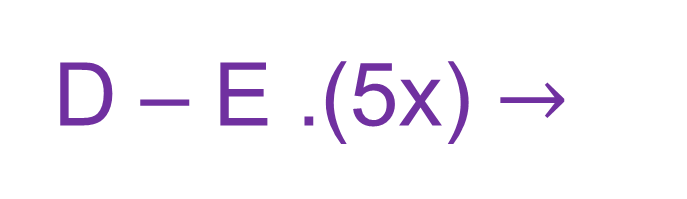 D – E .(5x) →